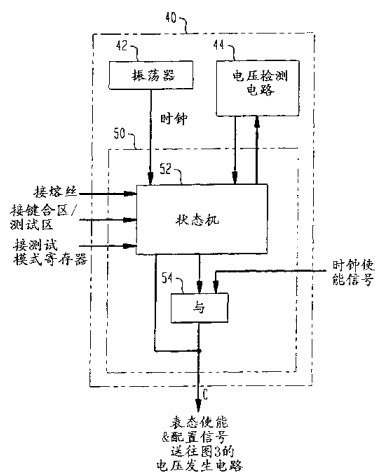 40
42
44
振荡器
电压检测
电路
时钟
50
52
接熔丝
接键合区/
测试区
接测试
模式寄存器
状态机
54
与
时钟使
能信号
C
表态使能
&配置信号
送往图3的
电压发生电路